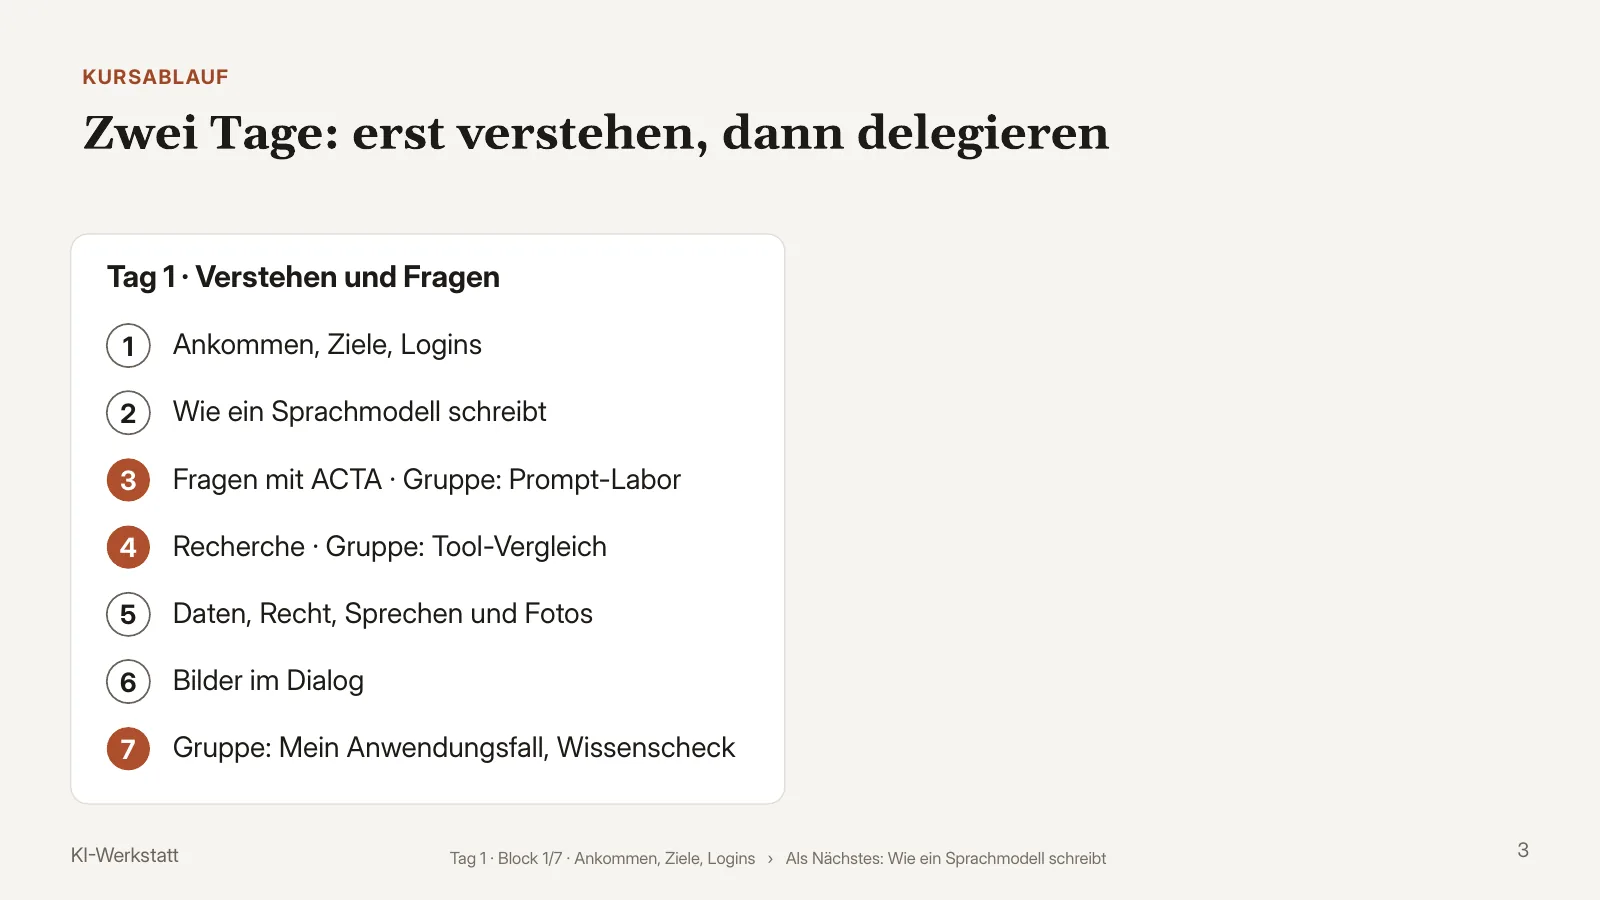 KURSABLAUF
Zwei Tage: erst verstehen, dann delegieren
Tag 1 · Verstehen und Fragen
1 Ankommen, Ziele, Logins
2 Wie ein Sprachmodell schreibt
3 Fragen mit ACTA · Gruppe: Prompt-Labor
4 Recherche · Gruppe: Tool-Vergleich
5 Daten, Recht, Sprechen und Fotos
6 Bilder im Dialog
7 Gruppe: Mein Anwendungsfall, Wissenscheck
KI-Werkstatt
Tag 1 · Block 1/7 · Ankommen, Ziele, Logins › Als Nächstes: Wie ein Sprachmodell schreibt
3